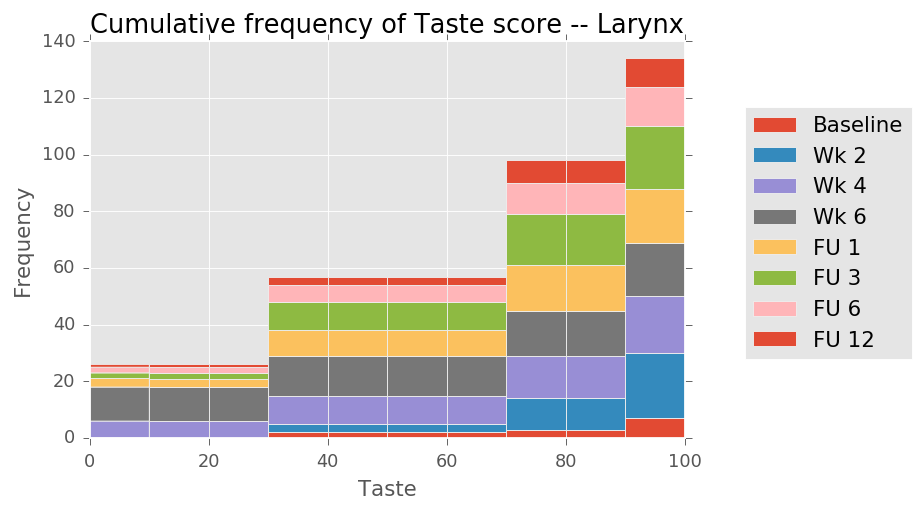 Cumulative frequency of Taste score -- Larynx
140
120
100
80
60
40
20
0
Frequency
0 20 40 60 80 100
Taste
Baseline
Wk 2
Wk 4
Wk 6
FU 1
FU 3
FU 6
FU 12